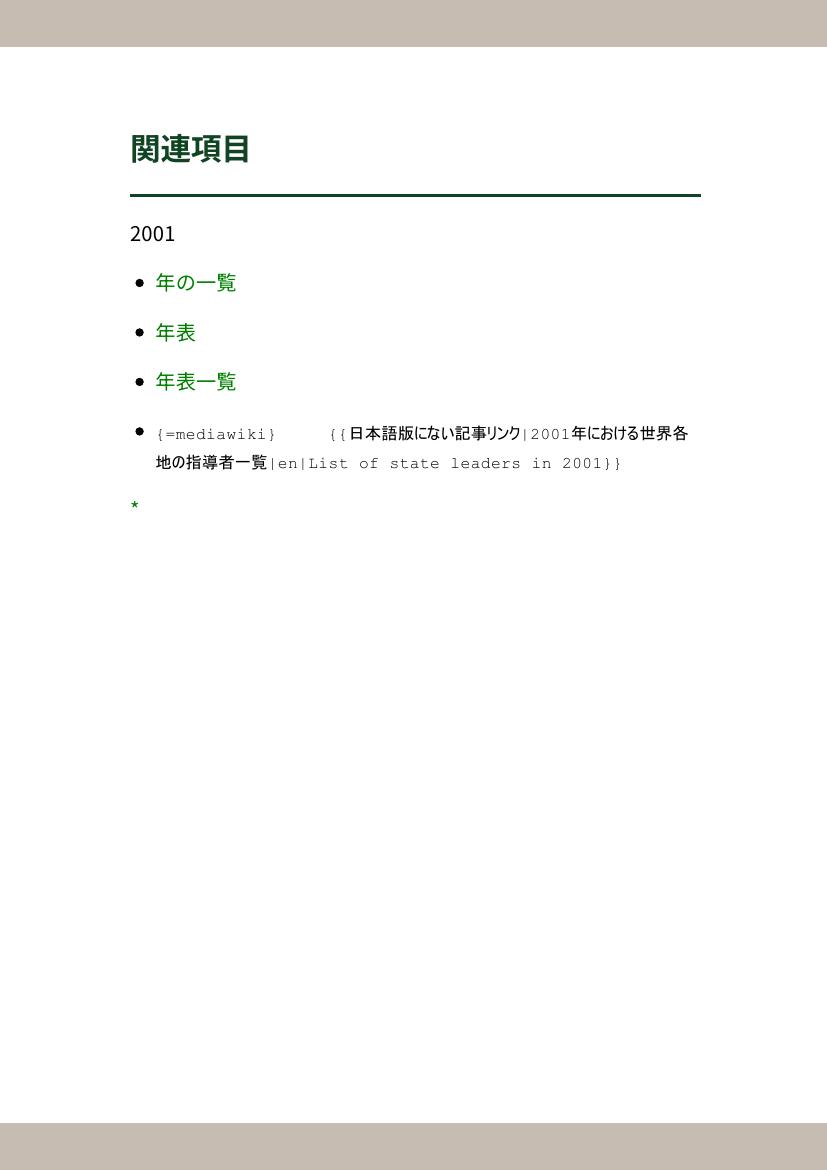 関連項目
2001
● 年の一覧
● 年表
● 年表一覧
● {=mediawiki} {{日本語版にない記事リンク|2001年における世界各
地の指導者一覧|en|List of state leaders in 2001}}
*